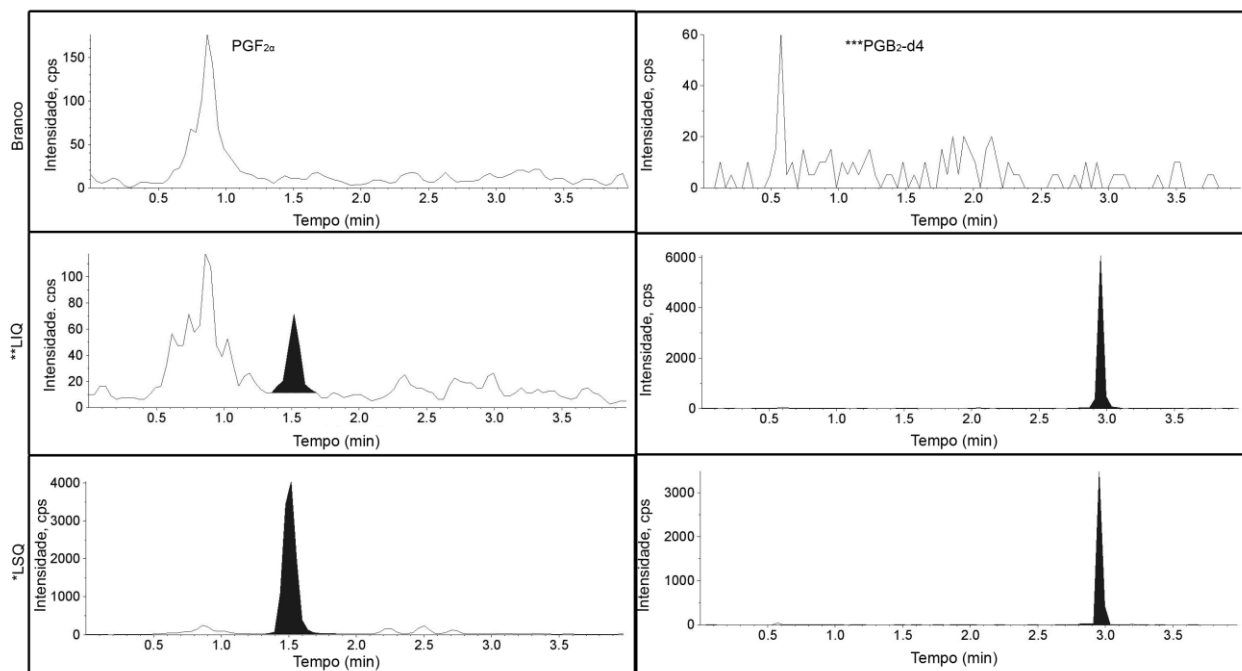 Branco
Intensidade, cps
150
100
50
0
PGF2α
0.5 1.0 1.5 2.0 2.5 3.0 3.5
Tempo (min)
Intensidade, cps
60
40
20
0
***PGB2-d4
0.5 1.0 1.5 2.0 2.5 3.0 3.5
Tempo (min)
**LIQ
Intensidade, cps
100
80
60
40
20
0
0.5 1.0 1.5 2.0 2.5 3.0 3.5
Tempo (min)
Intensidade, cps
6000
4000
2000
0
0.5 1.0 1.5 2.0 2.5 3.0 3.5
Tempo (min)
*LSQ
Intensidade, cps
4000
3000
2000
1000
0
0.5 1.0 1.5 2.0 2.5 3.0 3.5
Tempo (min)
Intensidade, cps
3000
2000
1000
0
0.5 1.0 1.5 2.0 2.5 3.0 3.5
Tempo (min)